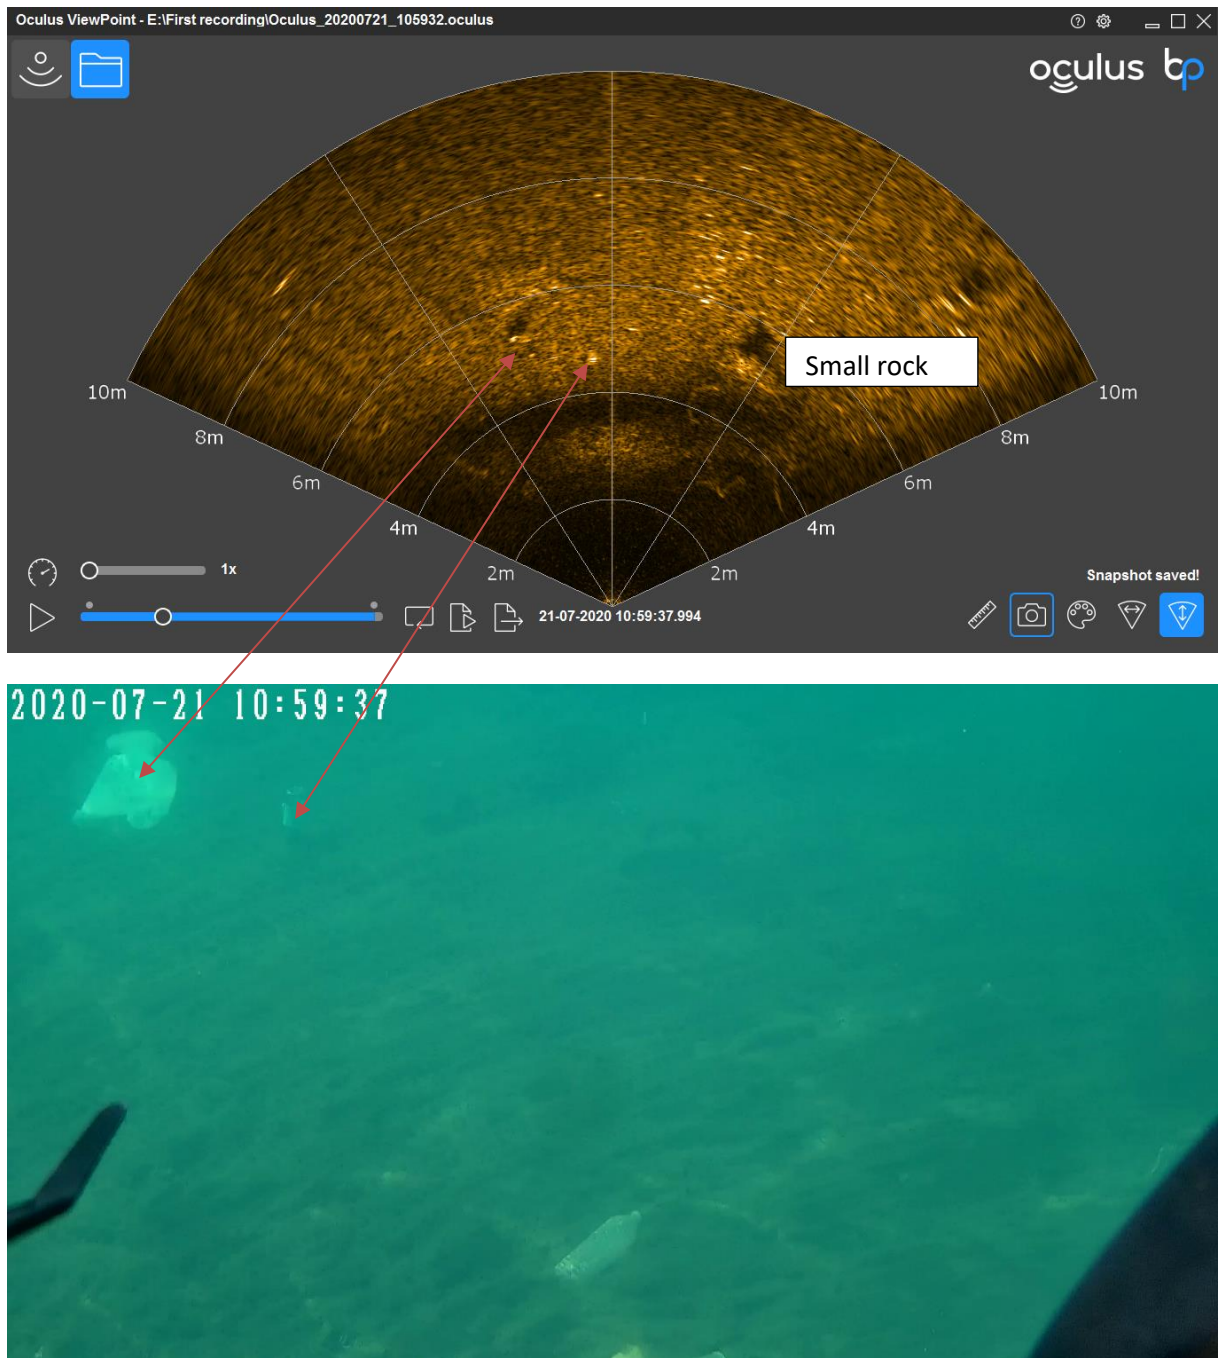 Oculus ViewPoint - E:\First recording\Oculus_20200721_105932.oculus
oculus bp
Small rock
10m
10m
8m
8m
6m
6m
4m
4m
2m
2m
1x
Snapshot saved!
21-07-2020 10:59:37.994
2020-07-21 10:59:37